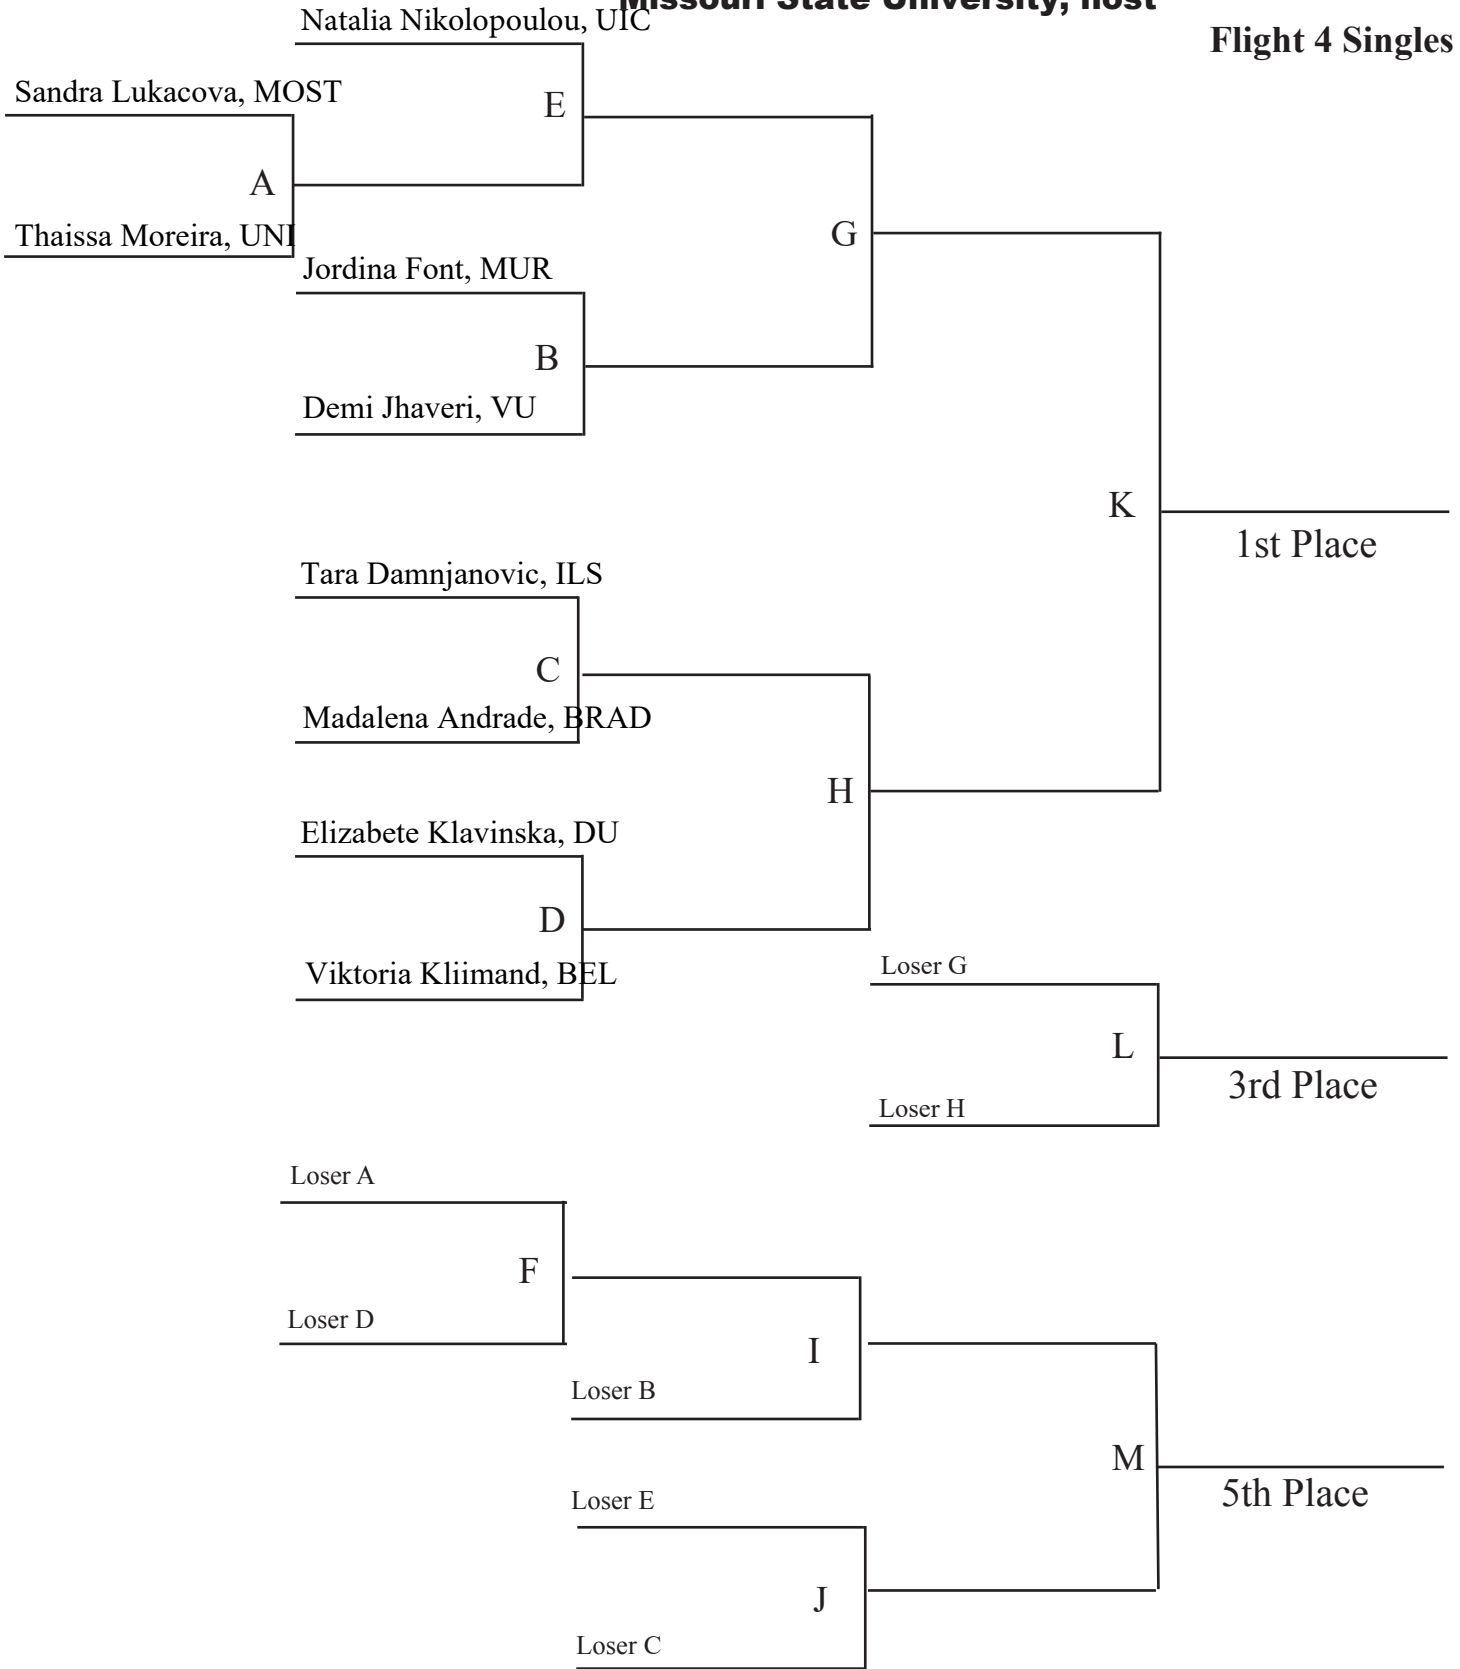 Missouri State University, host
Natalia Nikolopoulou, UIC
Flight 4 Singles
Sandra Lukacova, MOST
E
A
Thaissa Moreira, UNI
G
Jordina Font, MUR
B
Demi Jhaveri, VU
K
1st Place
Tara Damnjanovic, ILS
C
Madalena Andrade, BRAD
H
Elizabete Klavinska, DU
D
Viktoria Kliimand, BEL
Loser G
L
3rd Place
Loser H
Loser A
F
Loser D
I
Loser B
M
5th Place
Loser E
J
Loser C